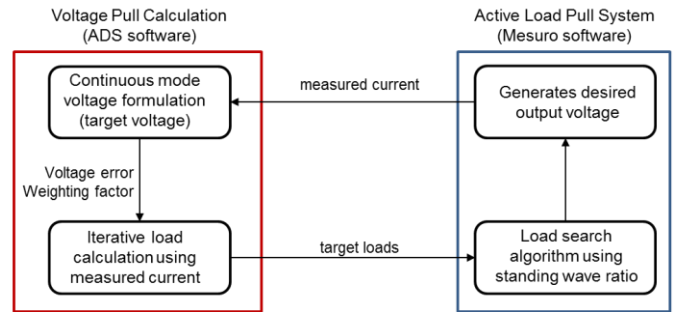 Voltage Pull Calculation
(ADS software)
Active Load Pull System
(Mesuro software)
Continuous mode
voltage formulation
(target voltage)
measured current
Generates desired
output voltage
Voltage error
Weighting factor
Iterative load
calculation using
measured current
target loads
Load search
algorithm using
standing wave ratio